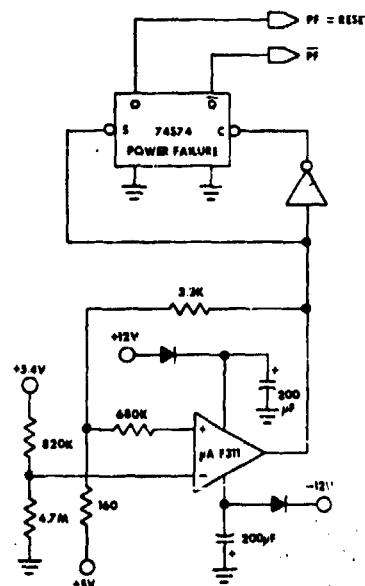 PF = RESET
PF
Q Q
S 74S74 C
POWER FAILURE
3.3K
+12V
+
200
µF
+3.4V
680K
+
820K
µA F311
-
-12V
160
4.7M
200µF
+
+5V